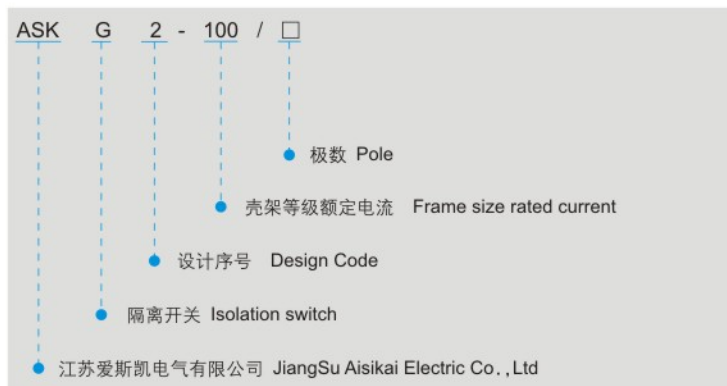 ASK G 2 - 100 / □
极数 Pole
壳架等级额定电流 Frame size rated current
设计序号 Design Code
隔离开关 Isolation switch
江苏爱斯凯电气有限公司 JiangSu Aisikai Electric Co.,Ltd